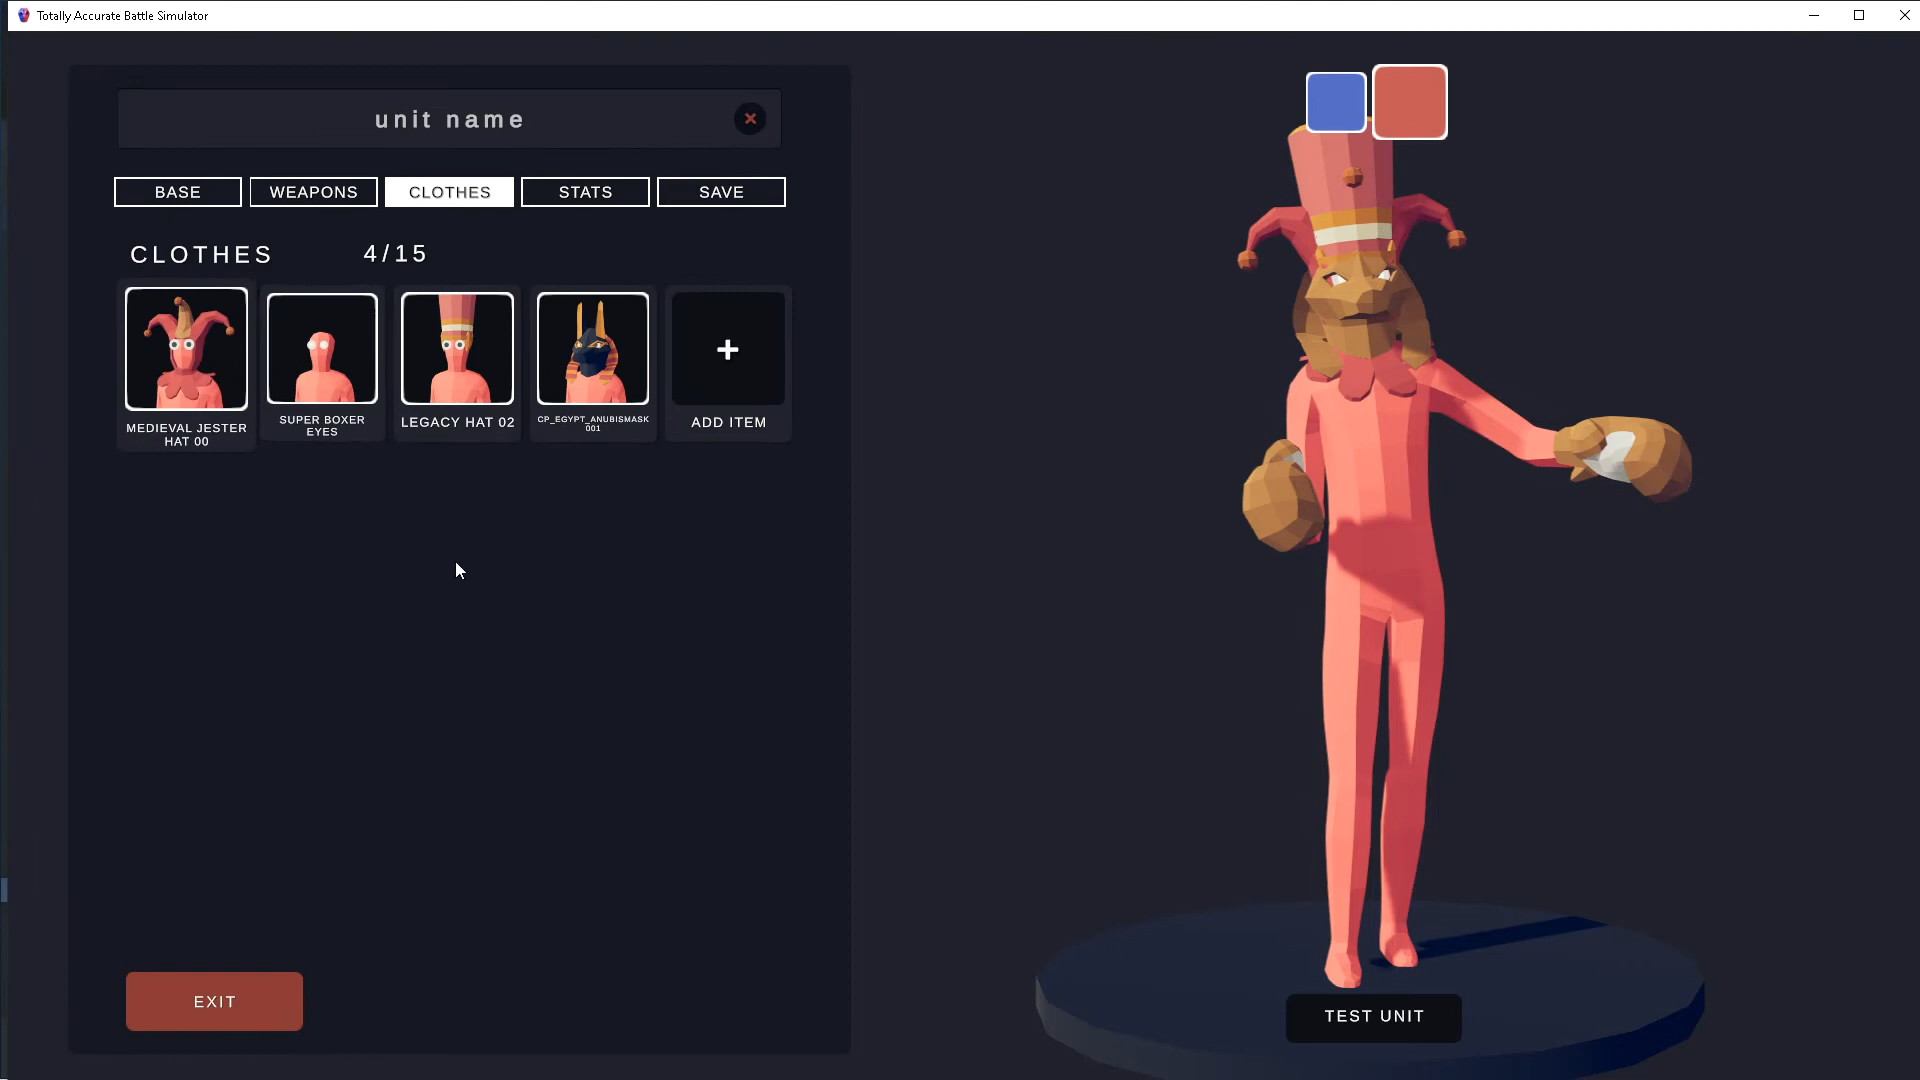 Totally Accurate Battle Simulator
unit name
BASE
WEAPONS
CLOTHES
STATS
SAVE
CLOTHES 4/15
MEDIEVAL JESTER
HAT 00
SUPER BOXER
EYES
LEGACY HAT 02
CP_EGYPT_ANUBISMASK
001
ADD ITEM
EXIT
TEST UNIT